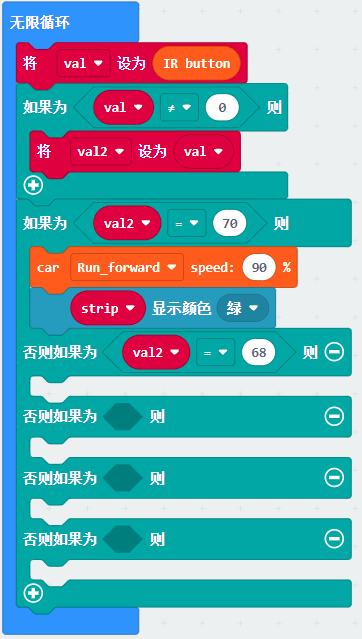 无限循环
将 val 设为 IR button
如果为 val ≠ 0 则
将 val2 设为 val
如果为 val2 = 70 则
car Run_forward speed: 90 %
strip 显示颜色 緑
否则如果为 val2 = 68 则
否则如果为 则
否则如果为 则
否则如果为 则